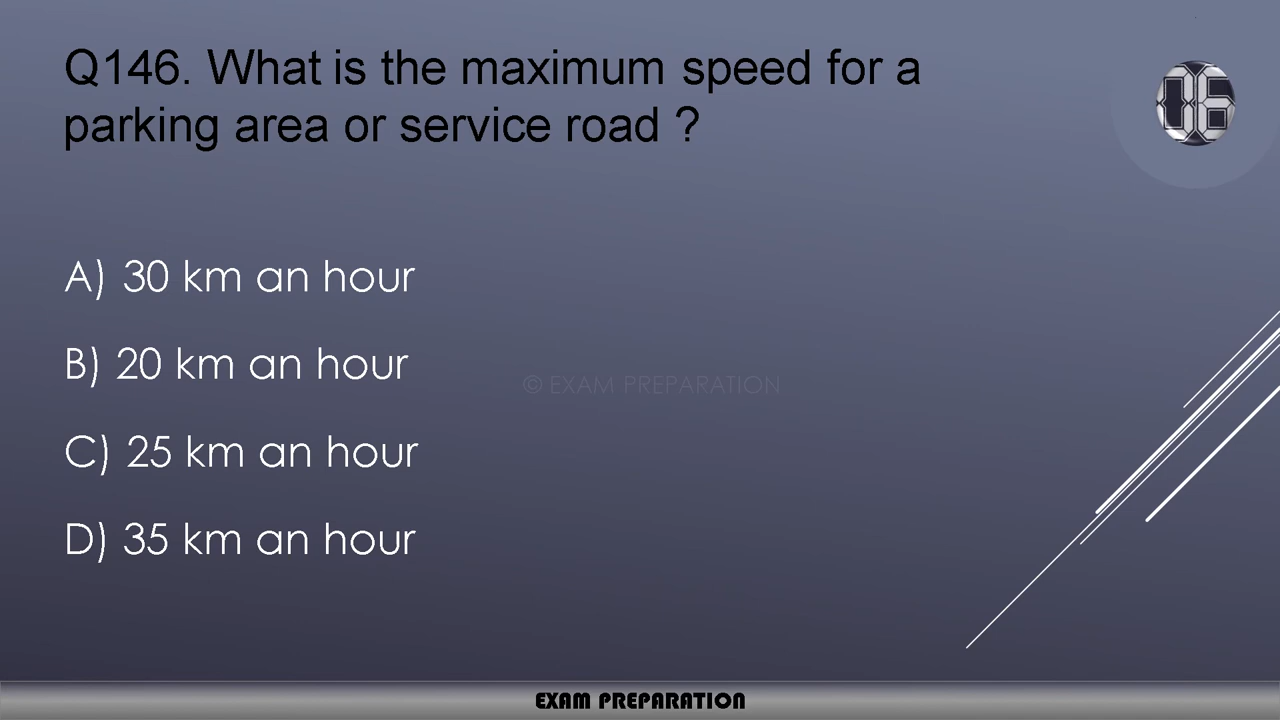 Q146. What is the maximum speed for a
parking area or service road ?
06
A) 30 km an hour
B) 20 km an hour
© EXAM PREPARATION
C) 25 km an hour
D) 35 km an hour
EXAM PREPARATION